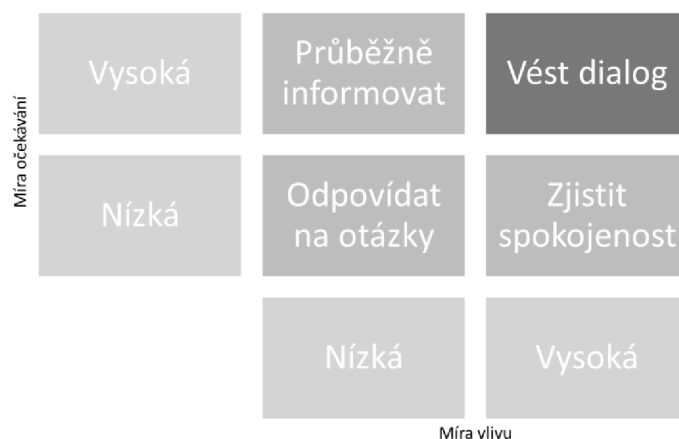 Míra očekávání
Vysoká
Průběžně
informovat
Vést dialog
Nízká
Odpovídat
na otázky
Zjistit
spokojenost
Nízká
Vysoká
Míra vlivu